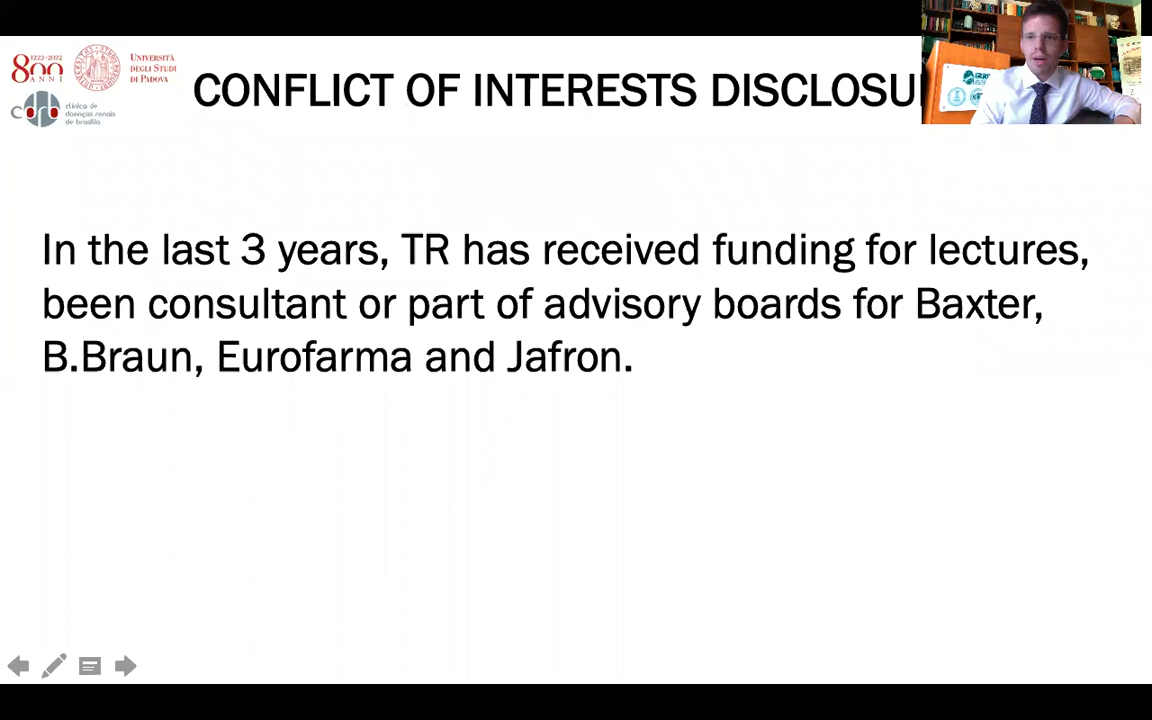 1222-2022
800
ANNI
UNIVERSITÀ
DEGLI STUDI
DI PADOVA
clínica de
doenças renais
de brasília
CONFLICT OF INTERESTS DISCLOSU
In the last 3 years, TR has received funding for lectures,
been consultant or part of advisory boards for Baxter,
B.Braun, Eurofarma and Jafron.